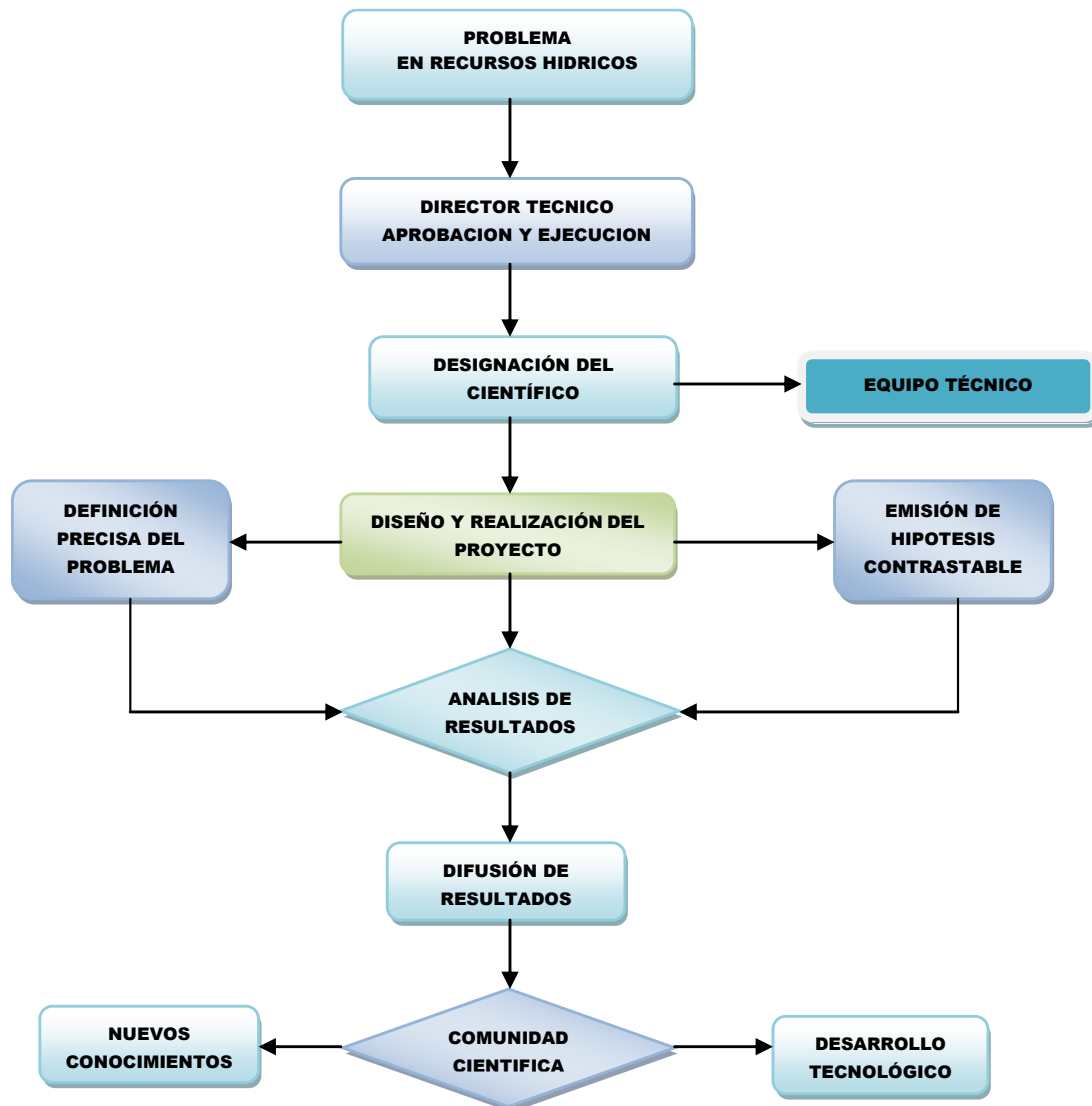 PROBLEMA
EN RECURSOS HIDRICOS
DIRECTOR TECNICO
APROBACION Y EJECUCION
DESIGNACIÓN DEL
CIENTÍFICO
EQUIPO TÉCNICO
DEFINICIÓN
PRECISA DEL
PROBLEMA
DISEÑO Y REALIZACIÓN DEL
PROYECTO
EMISIÓN DE
HIPOTESIS
CONTRASTABLE
ANALISIS DE
RESULTADOS
DIFUSIÓN DE
RESULTADOS
NUEVOS
CONOCIMIENTOS
COMUNIDAD
CIENTIFICA
DESARROLLO
TECNOLÓGICO